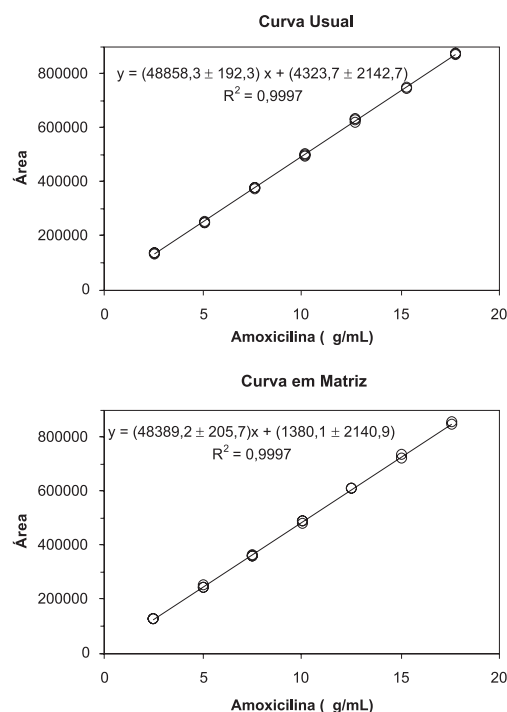 Curva Usual
y = (48858,3 ± 192,3) x + (4323,7 ± 2142,7)
R² = 0,9997
800000
600000
400000
200000
0
Área
0 5 10 15 20
Amoxicilina ( g/mL)
Curva em Matriz
y = (48389,2 ± 205,7)x + (1380,1 ± 2140,9)
R² = 0,9997
800000
600000
400000
200000
0
Área
0 5 10 15 20
Amoxicilina ( g/mL)